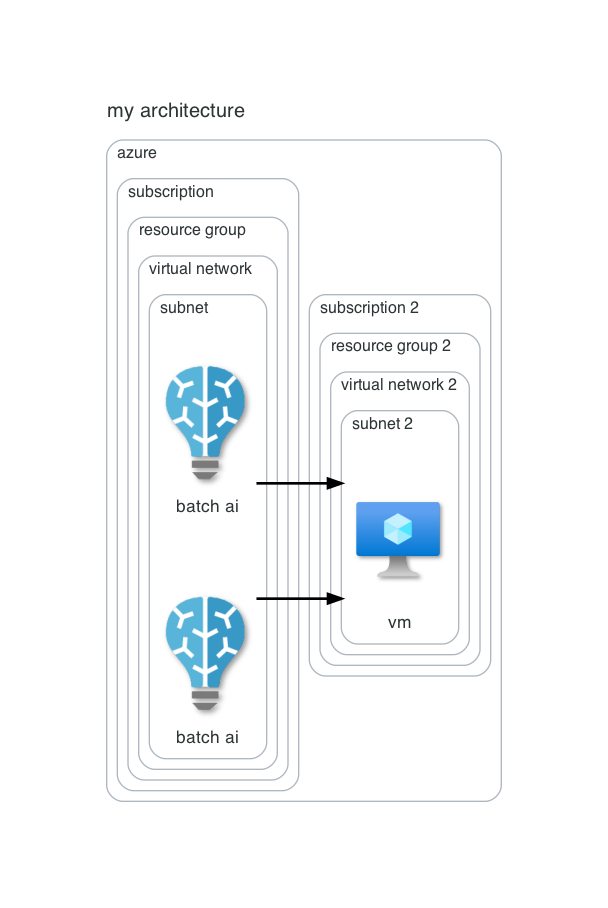 my architecture
azure
subscription
resource group
virtual network
subnet
batch ai
batch ai
subscription 2
resource group 2
virtual network 2
subnet 2
vm